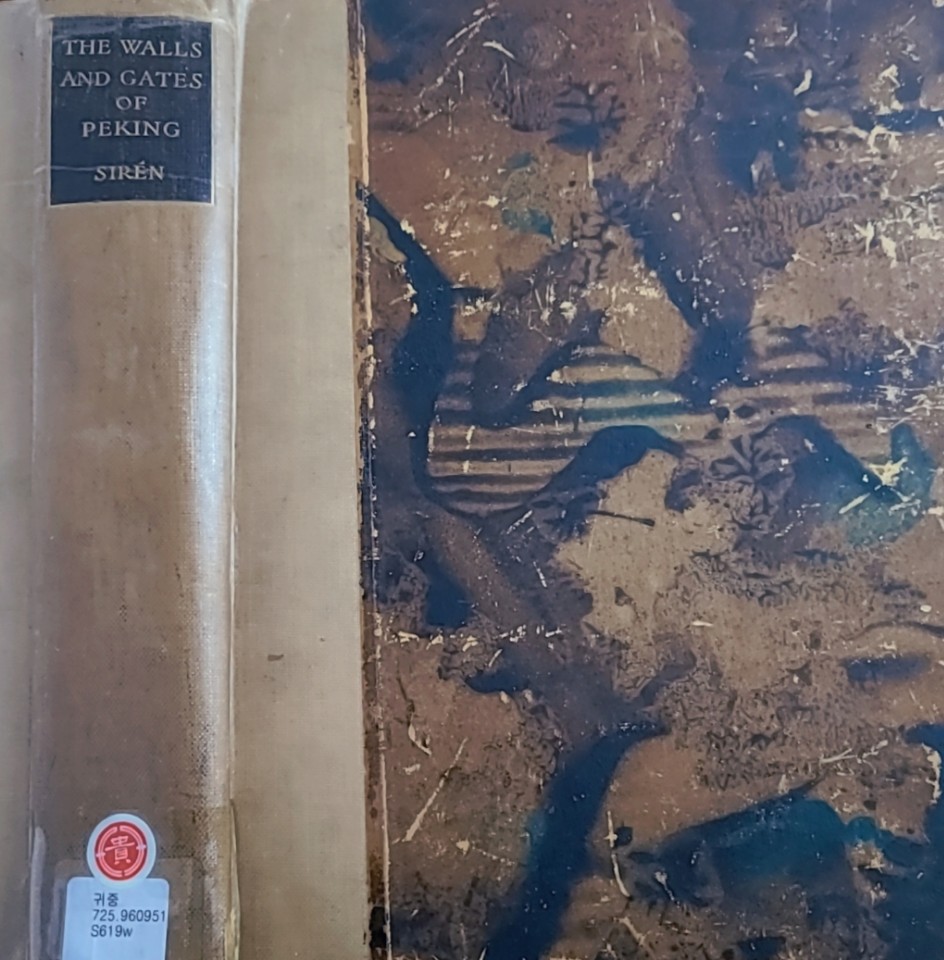 THE WALLS
AND GATES
OF
PEKING
SIRÉN
貴
귀중
725.960951
S619w